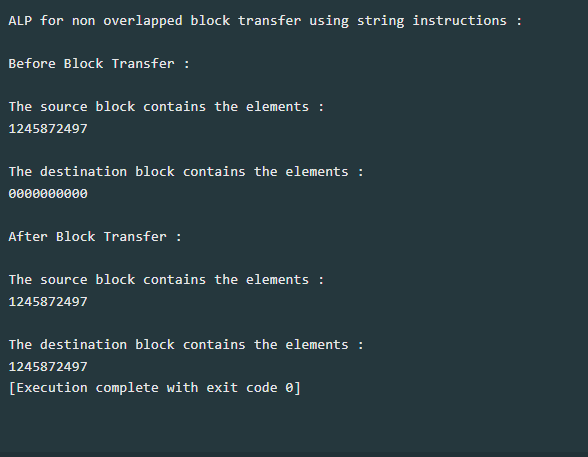 ALP for non overlapped block transfer using string instructions :
Before Block Transfer :
The source block contains the elements :
1245872497
The destination block contains the elements :
0000000000
After Block Transfer :
The source block contains the elements :
1245872497
The destination block contains the elements :
1245872497
[Execution complete with exit code 0]